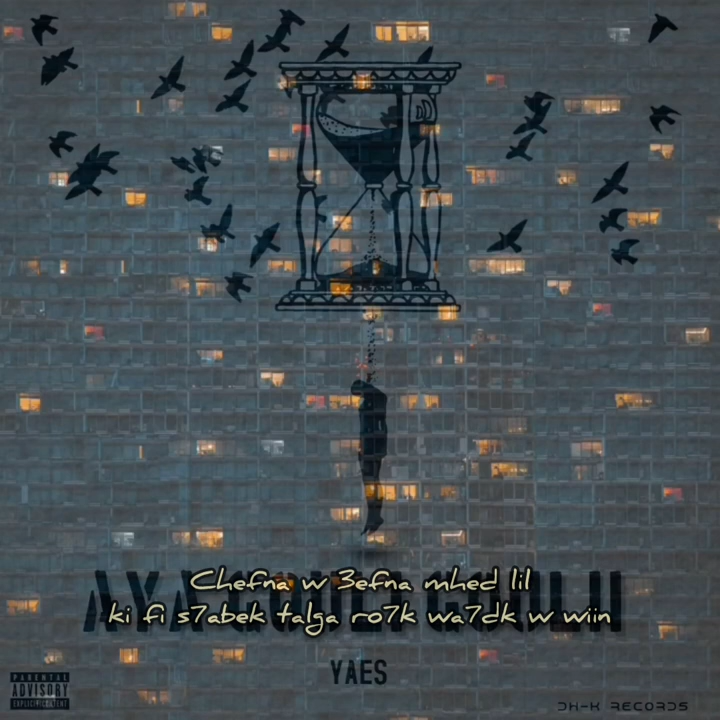 Chefna w 3efna mhed lil
ki fi s7abek talga ro7k wa7dk w wiin
YAES
PARENTAL
ADVISORY
EXPLICIT CONTENT
DH-K RECORDS